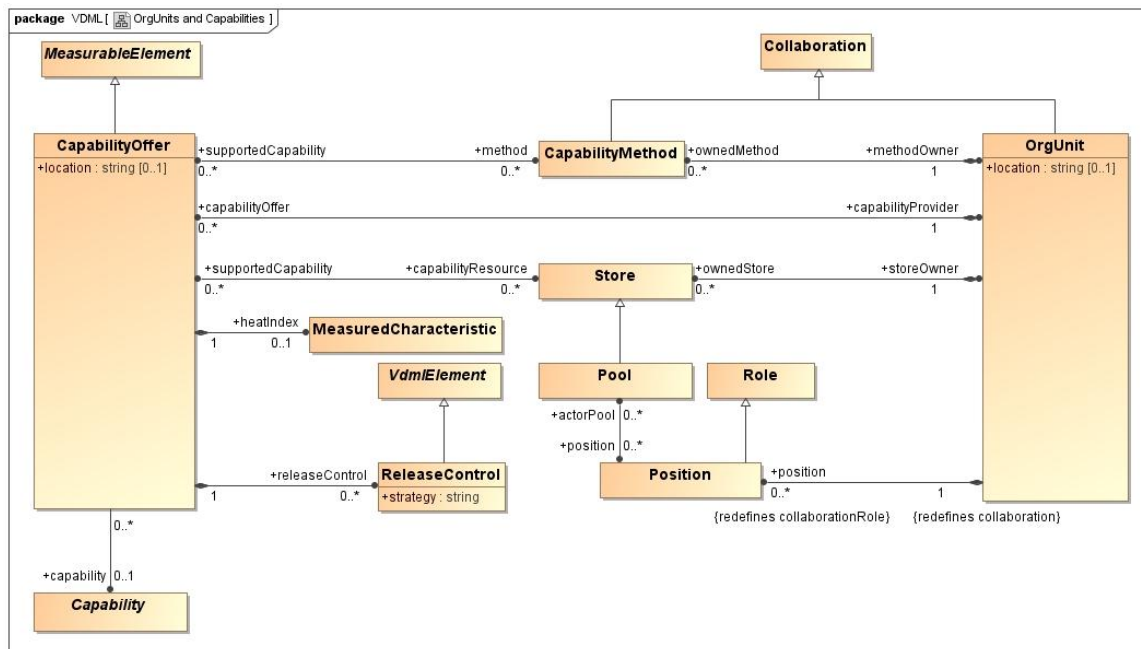 package VDML [ OrgUnits and Capabilities ]
MeasurableElement
Collaboration
CapabilityOffer
+location : string [0..1]
+supportedCapability
0..*
+method
0..*
CapabilityMethod
+ownedMethod
0..*
+methodOwner
1
OrgUnit
+location : string [0..1]
+capabilityOffer
0..*
+capabilityProvider
1
+supportedCapability
0..*
+capabilityResource
0..*
Store
+ownedStore
0..*
+storeOwner
1
+heatIndex
1
0..1
MeasuredCharacteristic
VdmlElement
Pool
Role
+actorPool 0..*
+position 0..*
+releaseControl
1
0..*
ReleaseControl
+strategy : string
Position
+position
0..*
1
{redefines collaborationRole}
{redefines collaboration}
0..*
+capability 0..1
Capability